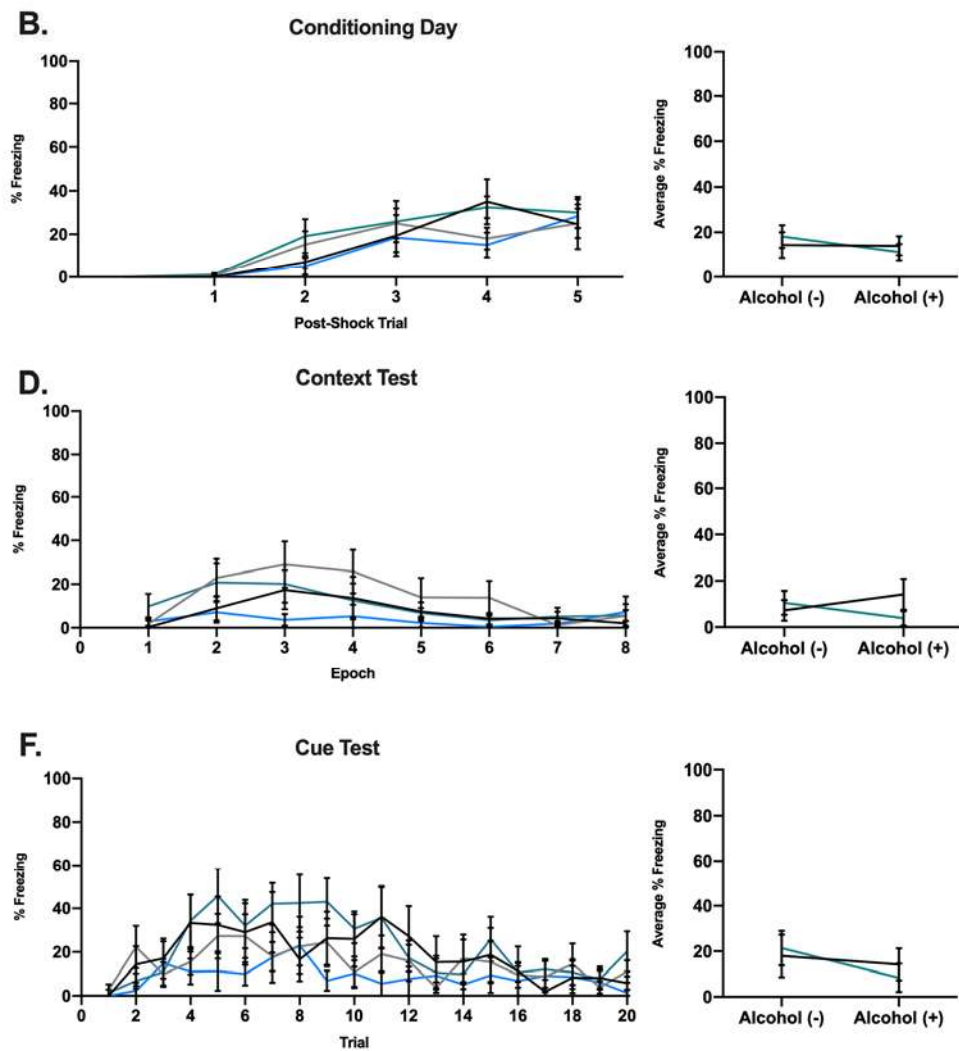 B.
Conditioning Day
% Freezing
100
80
60
40
20
0
1 2 3 4 5
Post-Shock Trial
Average % Freezing
100
80
60
40
20
0
Alcohol (-) Alcohol (+)
D.
Context Test
% Freezing
100
80
60
40
20
0
0 1 2 3 4 5 6 7 8
Epoch
Average % Freezing
100
80
60
40
20
0
Alcohol (-) Alcohol (+)
F.
Cue Test
% Freezing
100
80
60
40
20
0
0 2 4 6 8 10 12 14 16 18 20
Trial
Average % Freezing
100
80
60
40
20
0
Alcohol (-) Alcohol (+)